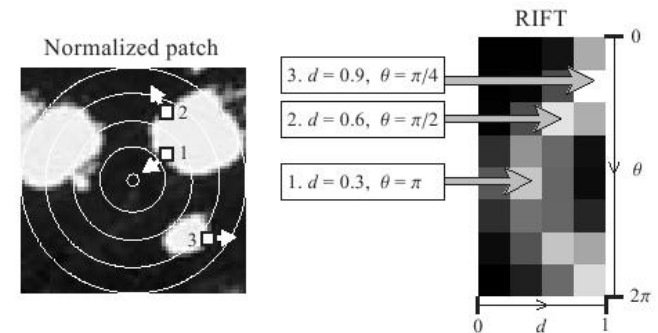 RIFT
Normalized patch
0
3. d = 0.9, θ = π/4
2
2. d = 0.6, θ = π/2
1
1. d = 0.3, θ = π
θ
3
2π
0 d 1